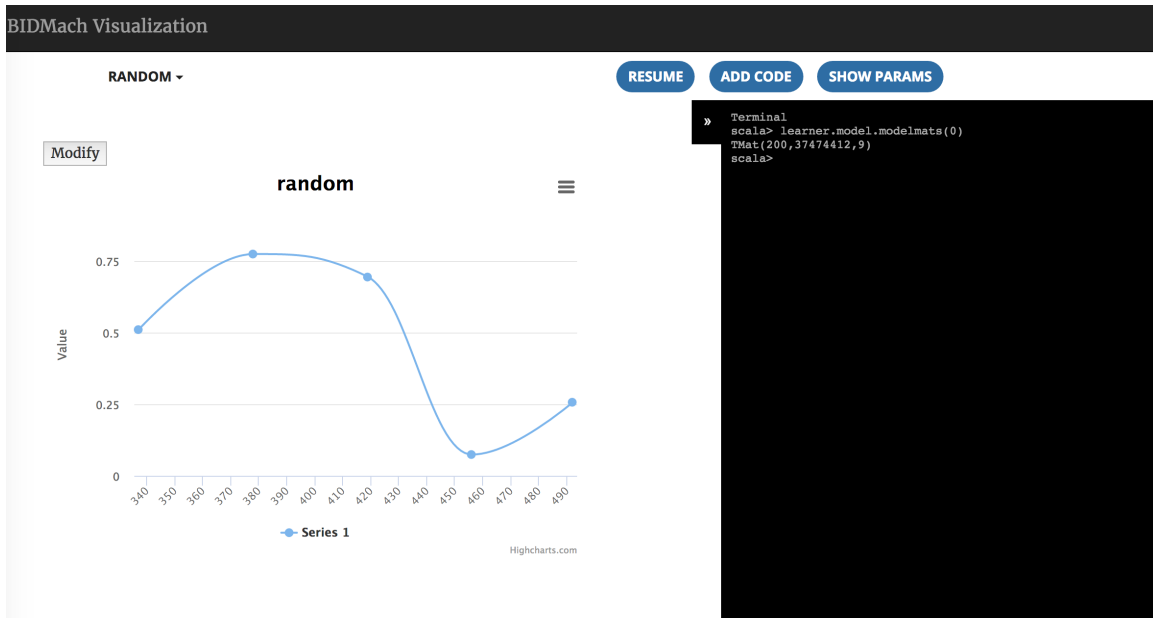 BIDMach Visualization
RANDOM
RESUME
ADD CODE
SHOW PARAMS
»
Terminal
scala> learner.model.modelmats(0)
TMat(200,37474412,9)
scala>
Modify
random
Value
0.75
0.5
0.25
0
340 350 360 370 380 390 400 410 420 430 440 450 460 470 480 490
Series 1
Highcharts.com